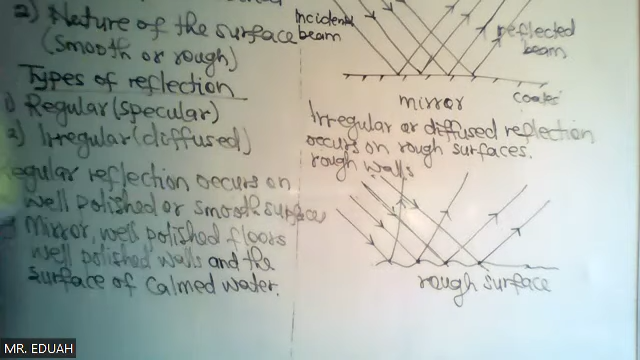 2) Nature of the surface
(smooth or rough)
Types of reflection
1) Regular (specular)
2) Irregular (diffused)
egular reflection occurs on
well polished or smooth surface
Mirror, well polished floors
well polished walls and the
surface of calmed water.
incident
beam
reflected
beam
mirror
Irregular or diffused reflection
occurs on rough surfaces.
rough walls
rough surface
MR. EDUAH